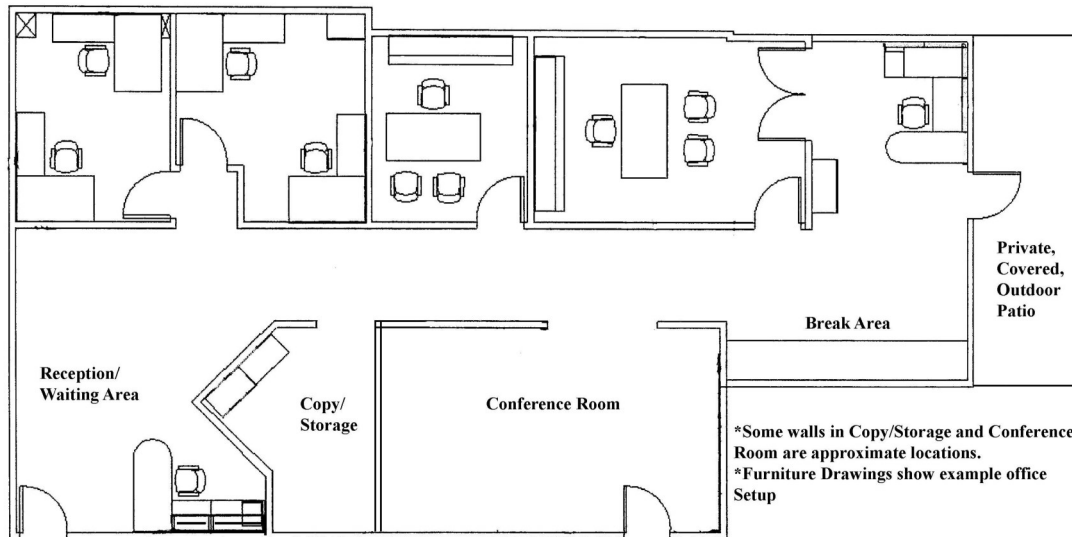 Private,
Covered,
Outdoor
Patio
Break Area
Reception/
Waiting Area
Copy/
Storage
Conference Room
*Some walls in Copy/Storage and Conference
Room are approximate locations.
*Furniture Drawings show example office
Setup